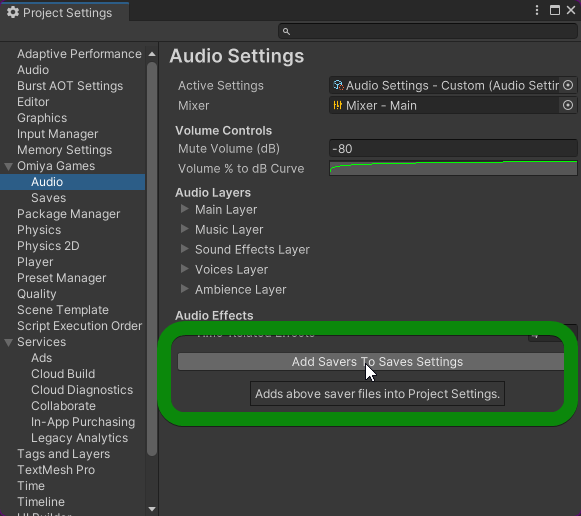 Project Settings
Adaptive Performance
Audio
Burst AOT Settings
Editor
Graphics
Input Manager
Memory Settings
Omiya Games
Audio
Saves
Package Manager
Physics
Physics 2D
Player
Preset Manager
Quality
Scene Template
Script Execution Order
Services
Ads
Cloud Build
Cloud Diagnostics
Collaborate
In-App Purchasing
Legacy Analytics
Tags and Layers
TextMesh Pro
Time
Timeline
UI Builder
Audio Settings
Active Settings
Audio Settings - Custom (Audio Settin
Mixer
Mixer - Main
Volume Controls
Mute Volume (dB)
-80
Volume % to dB Curve
Audio Layers
Main Layer
Music Layer
Sound Effects Layer
Voices Layer
Ambience Layer
Audio Effects
Time-Related Effects
Add Savers To Saves Settings
Adds above saver files into Project Settings.